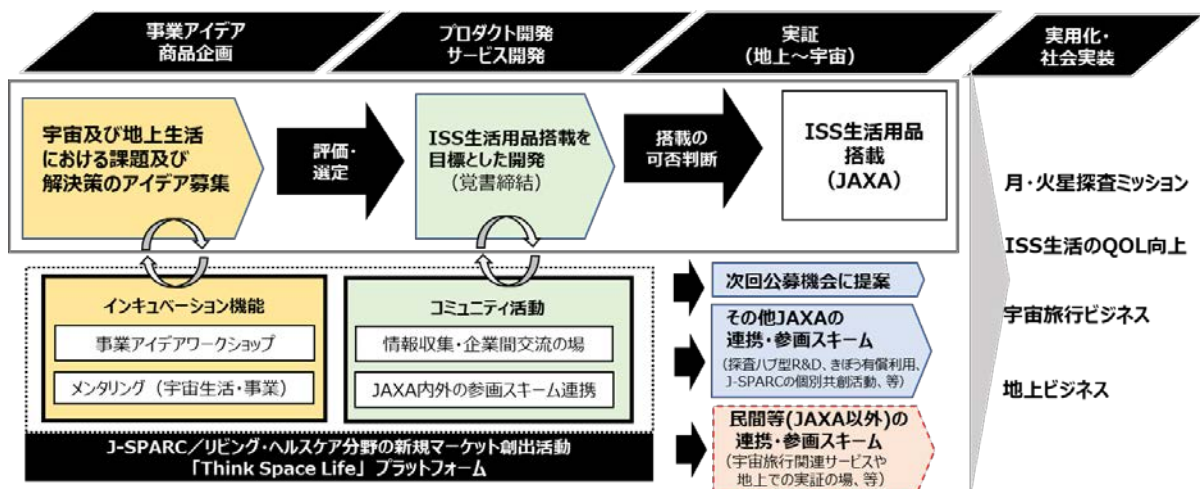 事業アイデア
商品企画
プロダクト開発
サービス開発
実証
(地上～宇宙)
実用化・
社会実装
宇宙及び地上生活
における課題及び
解決策のアイデア募集
評価・
選定
ISS生活用品搭載を
目標とした開発
(覚書締結)
搭載の
可否判断
ISS生活用品
搭載
(JAXA)
月・火星探査ミッション
ISS生活のQOL向上
宇宙旅行ビジネス
地上ビジネス
インキュベーション機能
事業アイデアワークショップ
メンタリング（宇宙生活・事業）
コミュニティ活動
情報収集・企業間交流の場
JAXA内外の参画スキーム連携
J-SPARC／リビング・ヘルスケア分野の新規マーケット創出活動
「Think Space Life」プラットフォーム
次回公募機会に提案
その他JAXAの
連携・参画スキーム
(探査ハブ型R&D、きぼう有償利用、
J-SPARCの個別共創活動、等)
民間等(JAXA以外)の
連携・参画スキーム
(宇宙旅行関連サービスや
地上での実証の場、等)